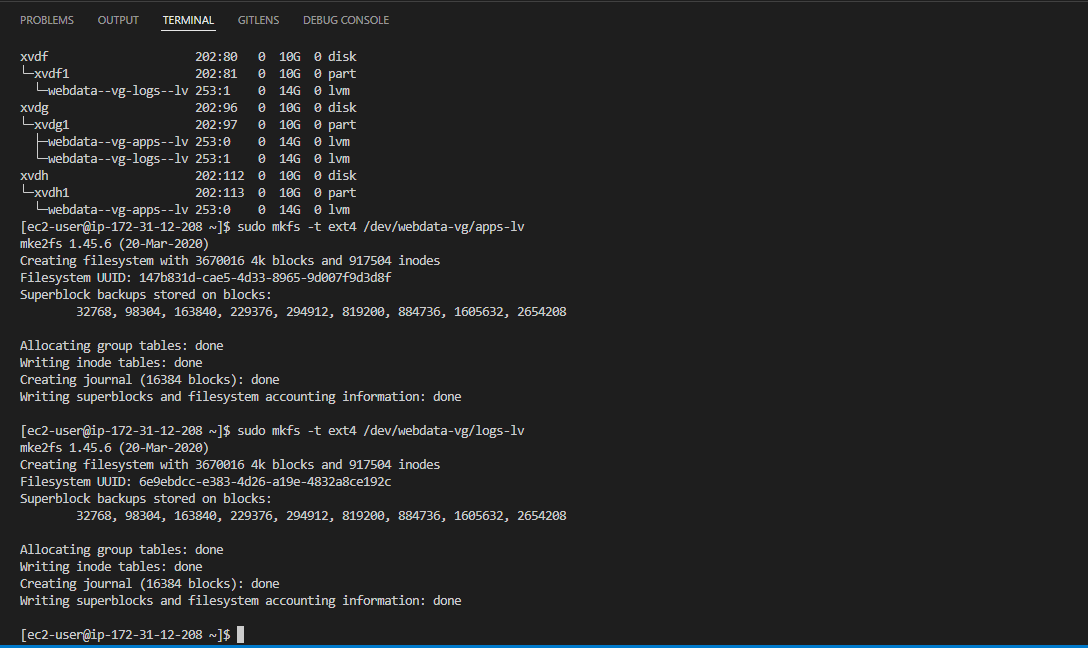 PROBLEMS OUTPUT TERMINAL GITLENS DEBUG CONSOLE
xvdf                     202:80   0  10G  0 disk
└─xvdf1                  202:81   0  10G  0 part
  └─webdata--vg-logs--lv 253:1    0  14G  0 lvm
xvdg                     202:96   0  10G  0 disk
└─xvdg1                  202:97   0  10G  0 part
  ├─webdata--vg-apps--lv 253:0    0  14G  0 lvm
  └─webdata--vg-logs--lv 253:1    0  14G  0 lvm
xvdh                     202:112  0  10G  0 disk
└─xvdh1                  202:113  0  10G  0 part
  └─webdata--vg-apps--lv 253:0    0  14G  0 lvm
[ec2-user@ip-172-31-12-208 ~]$ sudo mkfs -t ext4 /dev/webdata-vg/apps-lv
mke2fs 1.45.6 (20-Mar-2020)
Creating filesystem with 3670016 4k blocks and 917504 inodes
Filesystem UUID: 147b831d-cae5-4d33-8965-9d007f9d3d8f
Superblock backups stored on blocks:
        32768, 98304, 163840, 229376, 294912, 819200, 884736, 1605632, 2654208
Allocating group tables: done
Writing inode tables: done
Creating journal (16384 blocks): done
Writing superblocks and filesystem accounting information: done
[ec2-user@ip-172-31-12-208 ~]$ sudo mkfs -t ext4 /dev/webdata-vg/logs-lv
mke2fs 1.45.6 (20-Mar-2020)
Creating filesystem with 3670016 4k blocks and 917504 inodes
Filesystem UUID: 6e9ebdcc-e383-4d26-a19e-4832a8ce192c
Superblock backups stored on blocks:
        32768, 98304, 163840, 229376, 294912, 819200, 884736, 1605632, 2654208
Allocating group tables: done
Writing inode tables: done
Creating journal (16384 blocks): done
Writing superblocks and filesystem accounting information: done
[ec2-user@ip-172-31-12-208 ~]$